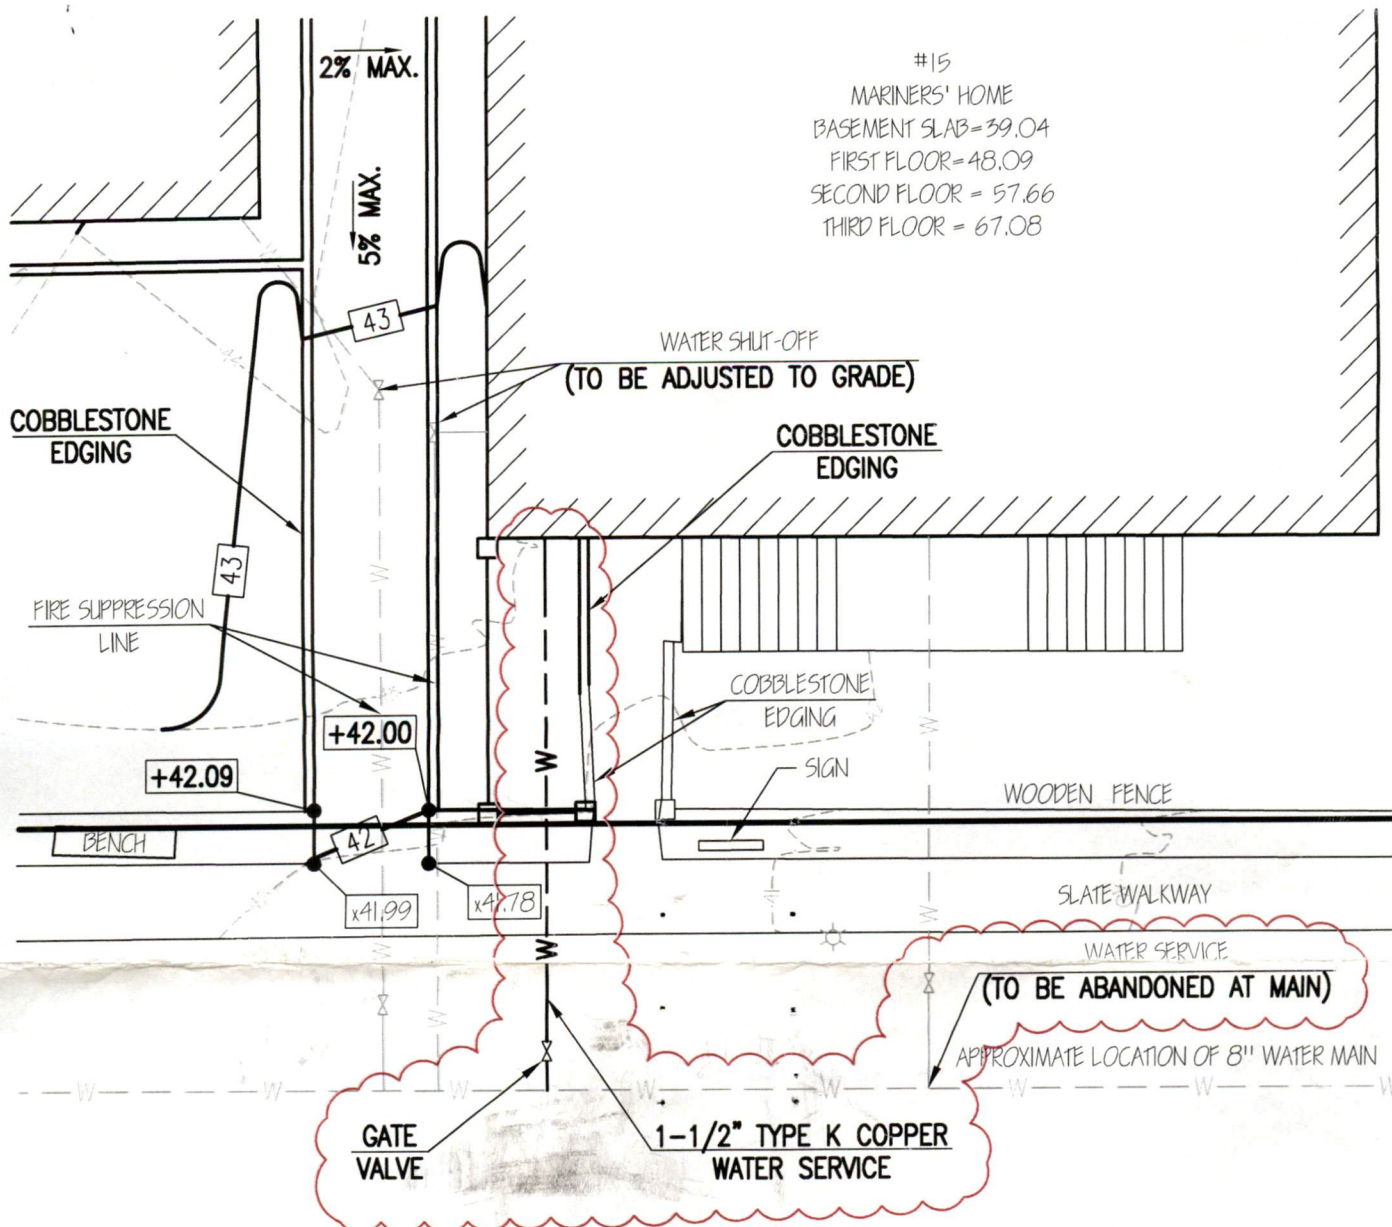 2% MAX.
5% MAX.
#15
MARINERS' HOME
BASEMENT SLAB=39.04
FIRST FLOOR=48.09
SECOND FLOOR = 57.66
THIRD FLOOR = 67.08
43
WATER SHUT-OFF
(TO BE ADJUSTED TO GRADE)
COBBLESTONE
EDGING
COBBLESTONE
EDGING
43
W
FIRE SUPPRESSION
LINE
W
COBBLESTONE
EDGING
W
+42.00
W
W
+42.09
SIGN
WOODEN FENCE
BENCH
42
x41.99
x41.78
SLATE WALKWAY
W
W
WATER SERVICE
(TO BE ABANDONED AT MAIN)
W
APPROXIMATE LOCATION OF 8" WATER MAIN
W
W
W
W
W
W
W
W
GATE
VALVE
1-1/2" TYPE K COPPER
WATER SERVICE